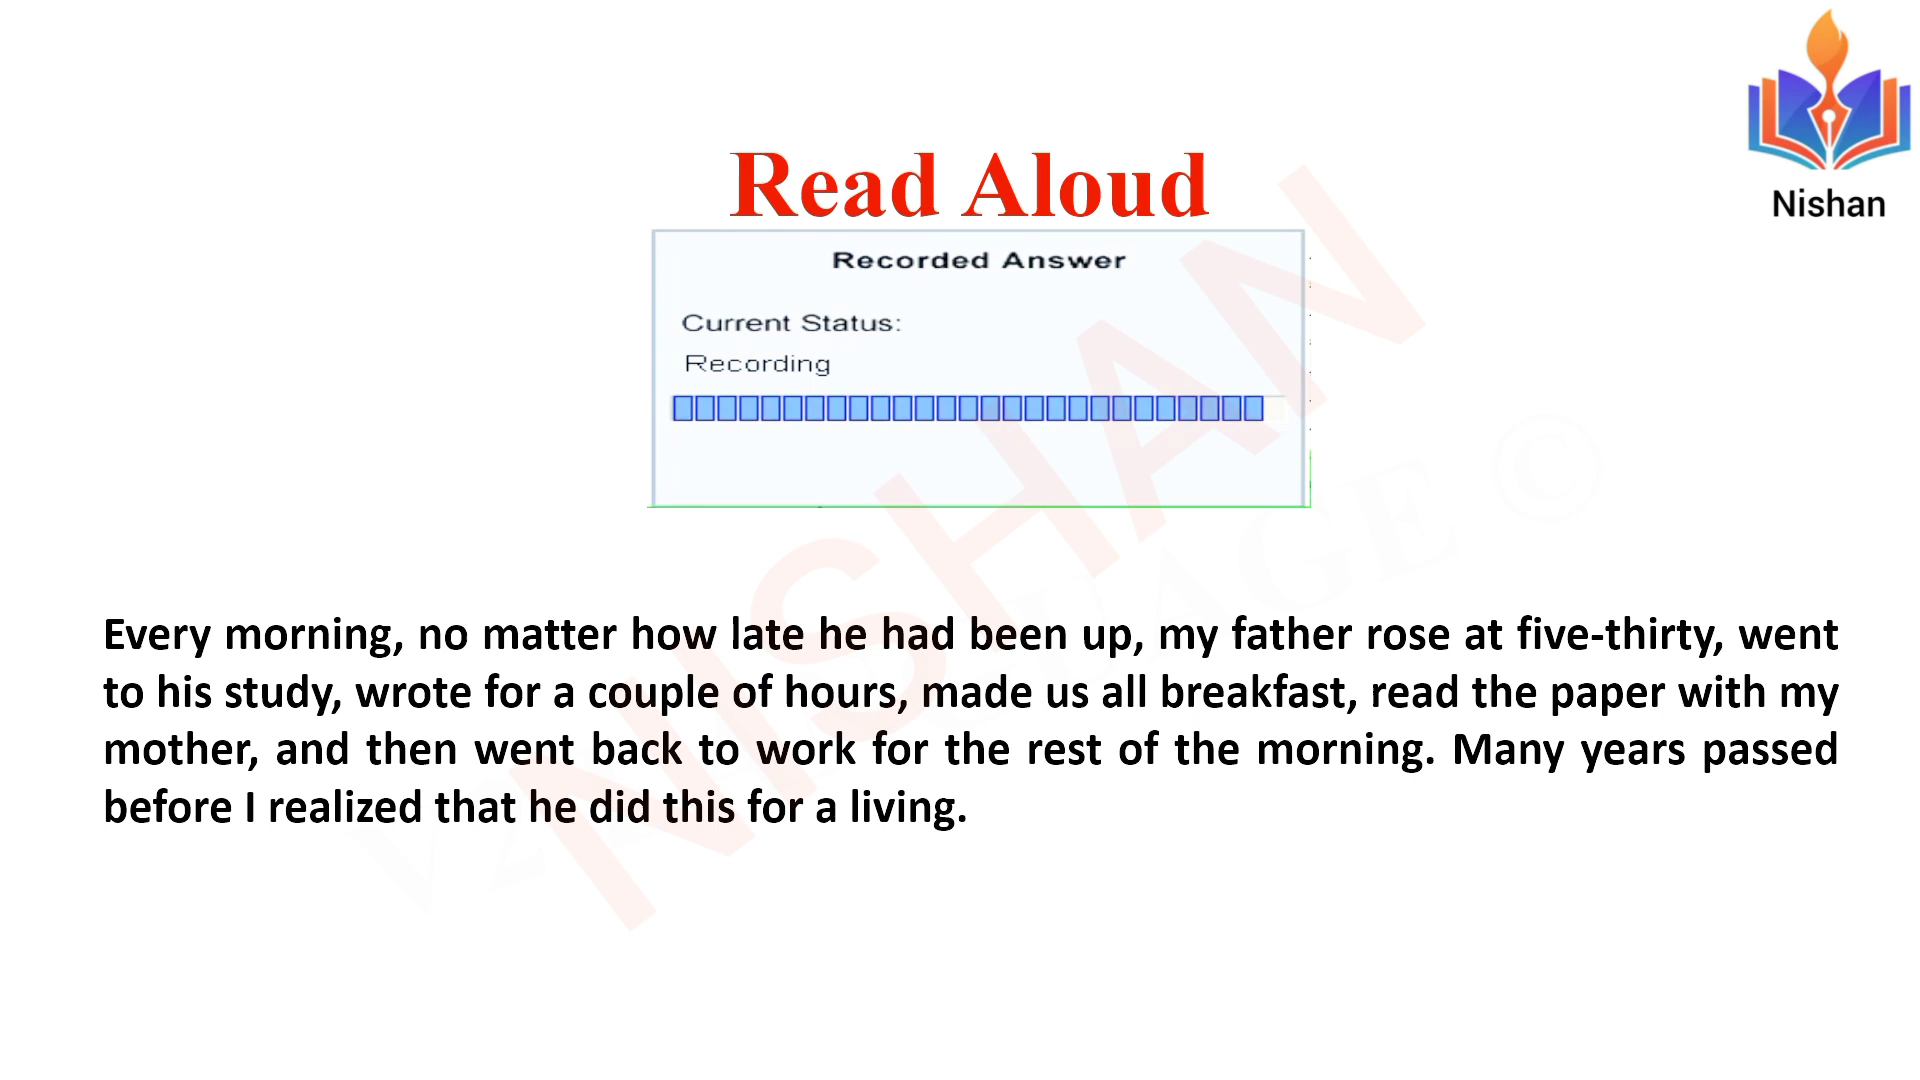 Nishan
Read Aloud
Recorded Answer
Current Status:
Recording
NISHAN
Every morning, no matter how late he had been up, my father rose at five-thirty, went
to his study, wrote for a couple of hours, made us all breakfast, read the paper with my
mother, and then went back to work for the rest of the morning. Many years passed
before I realized that he did this for a living.